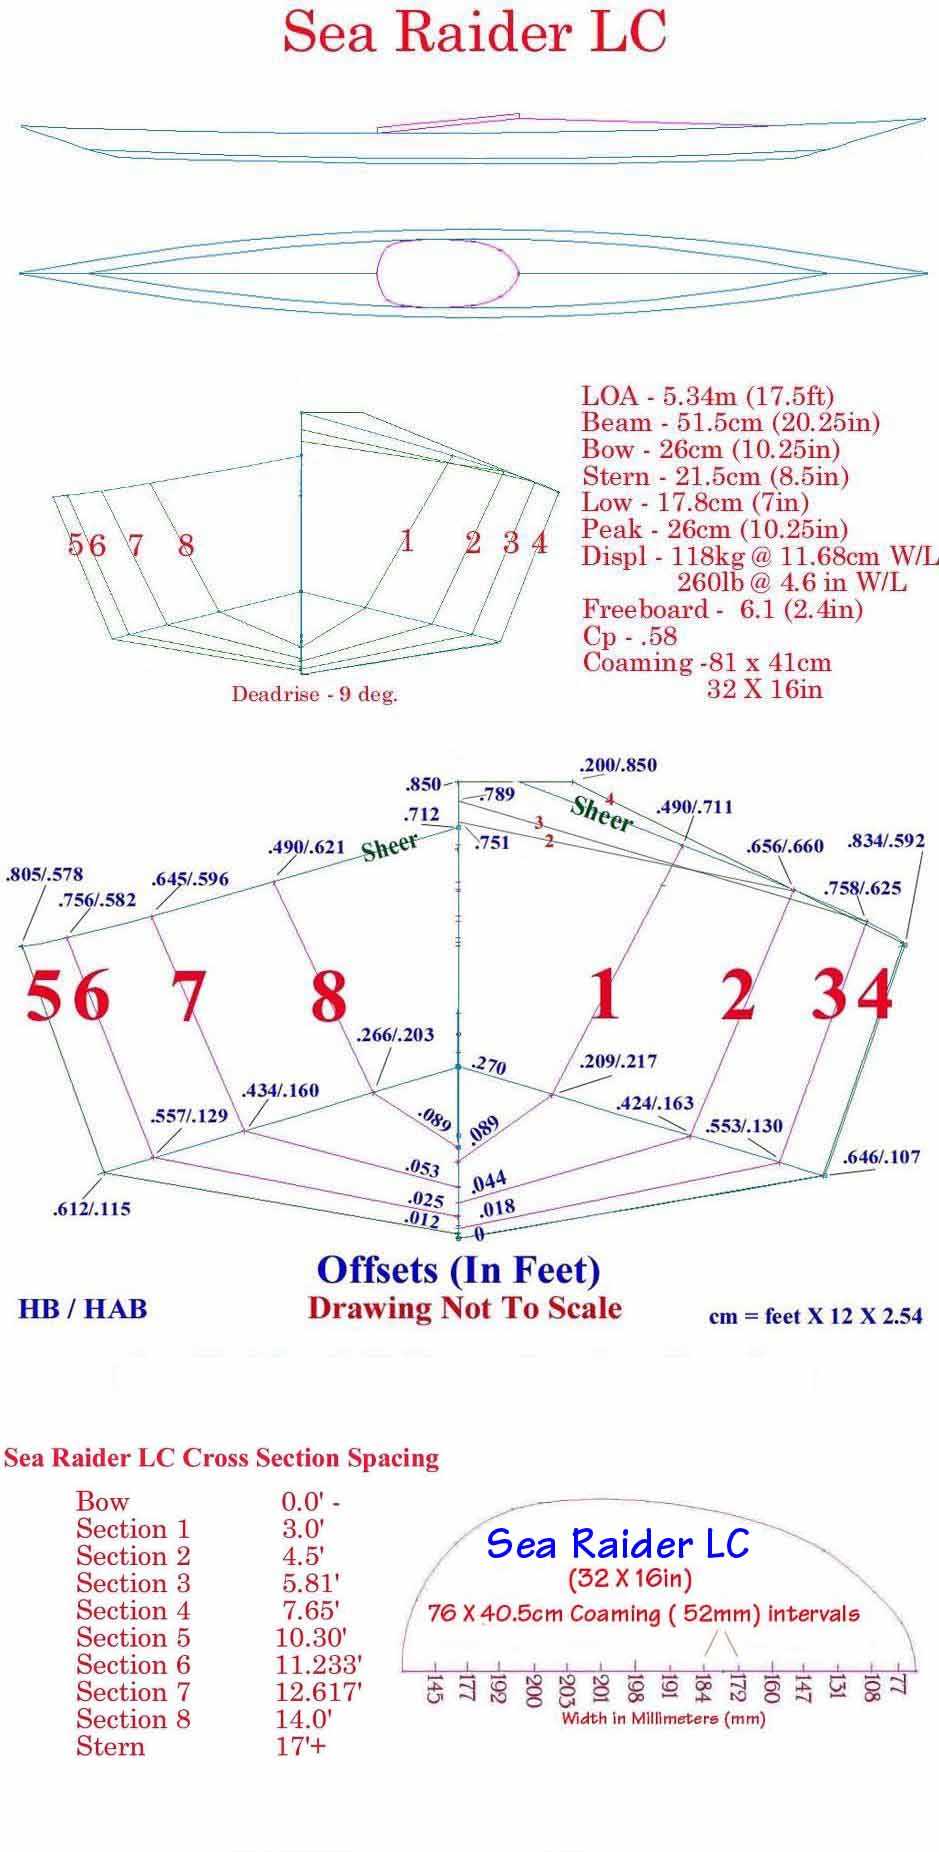 Sea Raider LC
LOA - 5.34m (17.5ft)
Beam - 51.5cm (20.25in)
Bow - 26cm (10.25in)
Stern - 21.5cm (8.5in)
Low - 17.8cm (7in)
Peak - 26cm (10.25in)
Displ - 118kg @ 11.68cm W/L
260lb @ 4.6 in W/L
Freeboard - 6.1 (2.4in)
Cp - .58
Coaming -81 x 41cm
32 X 16in
5 6 7 8 1 2 3 4
Deadrise - 9 deg.
.200/.850
.850
.789
4
.490/.711
.712
Sheer
Sheer
3
2
.751
.490/.621
.656/.660
.834/.592
.805/.578
.645/.596
.758/.625
.756/.582
5 6 7 8 1 2 3 4
.266/.203
.270
.209/.217
.434/.160
.424/.163
.557/.129
.089
.089
.553/.130
.646/.107
.053
.044
.612/.115
.025
.018
.012
0
Offsets (In Feet)
HB / HAB
Drawing Not To Scale
cm = feet X 12 X 2.54
Sea Raider LC Cross Section Spacing
Bow 0.0' -
Section 1 3.0'
Section 2 4.5'
Section 3 5.81'
Section 4 7.65'
Section 5 10.30'
Section 6 11.233'
Section 7 12.617'
Section 8 14.0'
Stern 17'+
Sea Raider LC
(32 X 16in)
76 X 40.5cm Coaming ( 52mm) intervals
145 177 192 200 203 201 198 191 184 172 160 147 131 108 77
Width in Millimeters (mm)